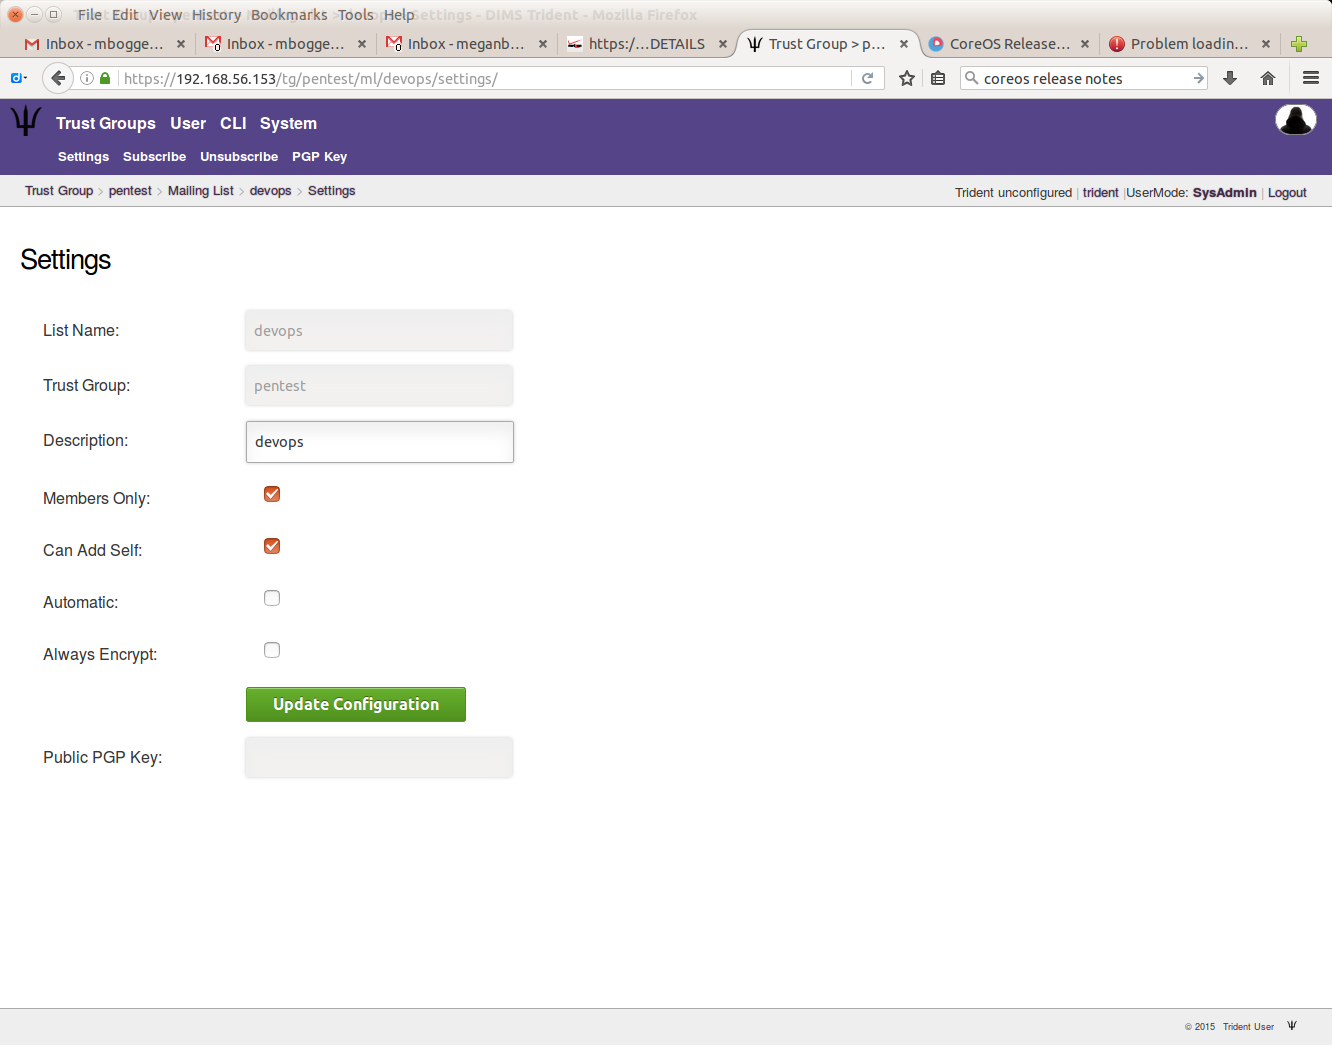 File Edit View History Bookmarks Tools Help Settings - DIMS Trident - Mozilla Firefox
Inbox - mbogge... Inbox - mbogge... Inbox - meganb... https:/...DETAILS Trust Group > p... CoreOS Release... Problem loadin...
https://192.168.56.153/tg/pentest/ml/devops/settings/ coreos release notes
Trust Groups User CLI System
Settings Subscribe Unsubscribe PGP Key
Trust Group > pentest > Mailing List > devops > Settings Trident unconfigured | trident |UserMode: SysAdmin | Logout
Settings
List Name: devops
Trust Group: pentest
Description: devops
Members Only:
Can Add Self:
Automatic:
Always Encrypt:
Update Configuration
Public PGP Key:
© 2015 Trident User